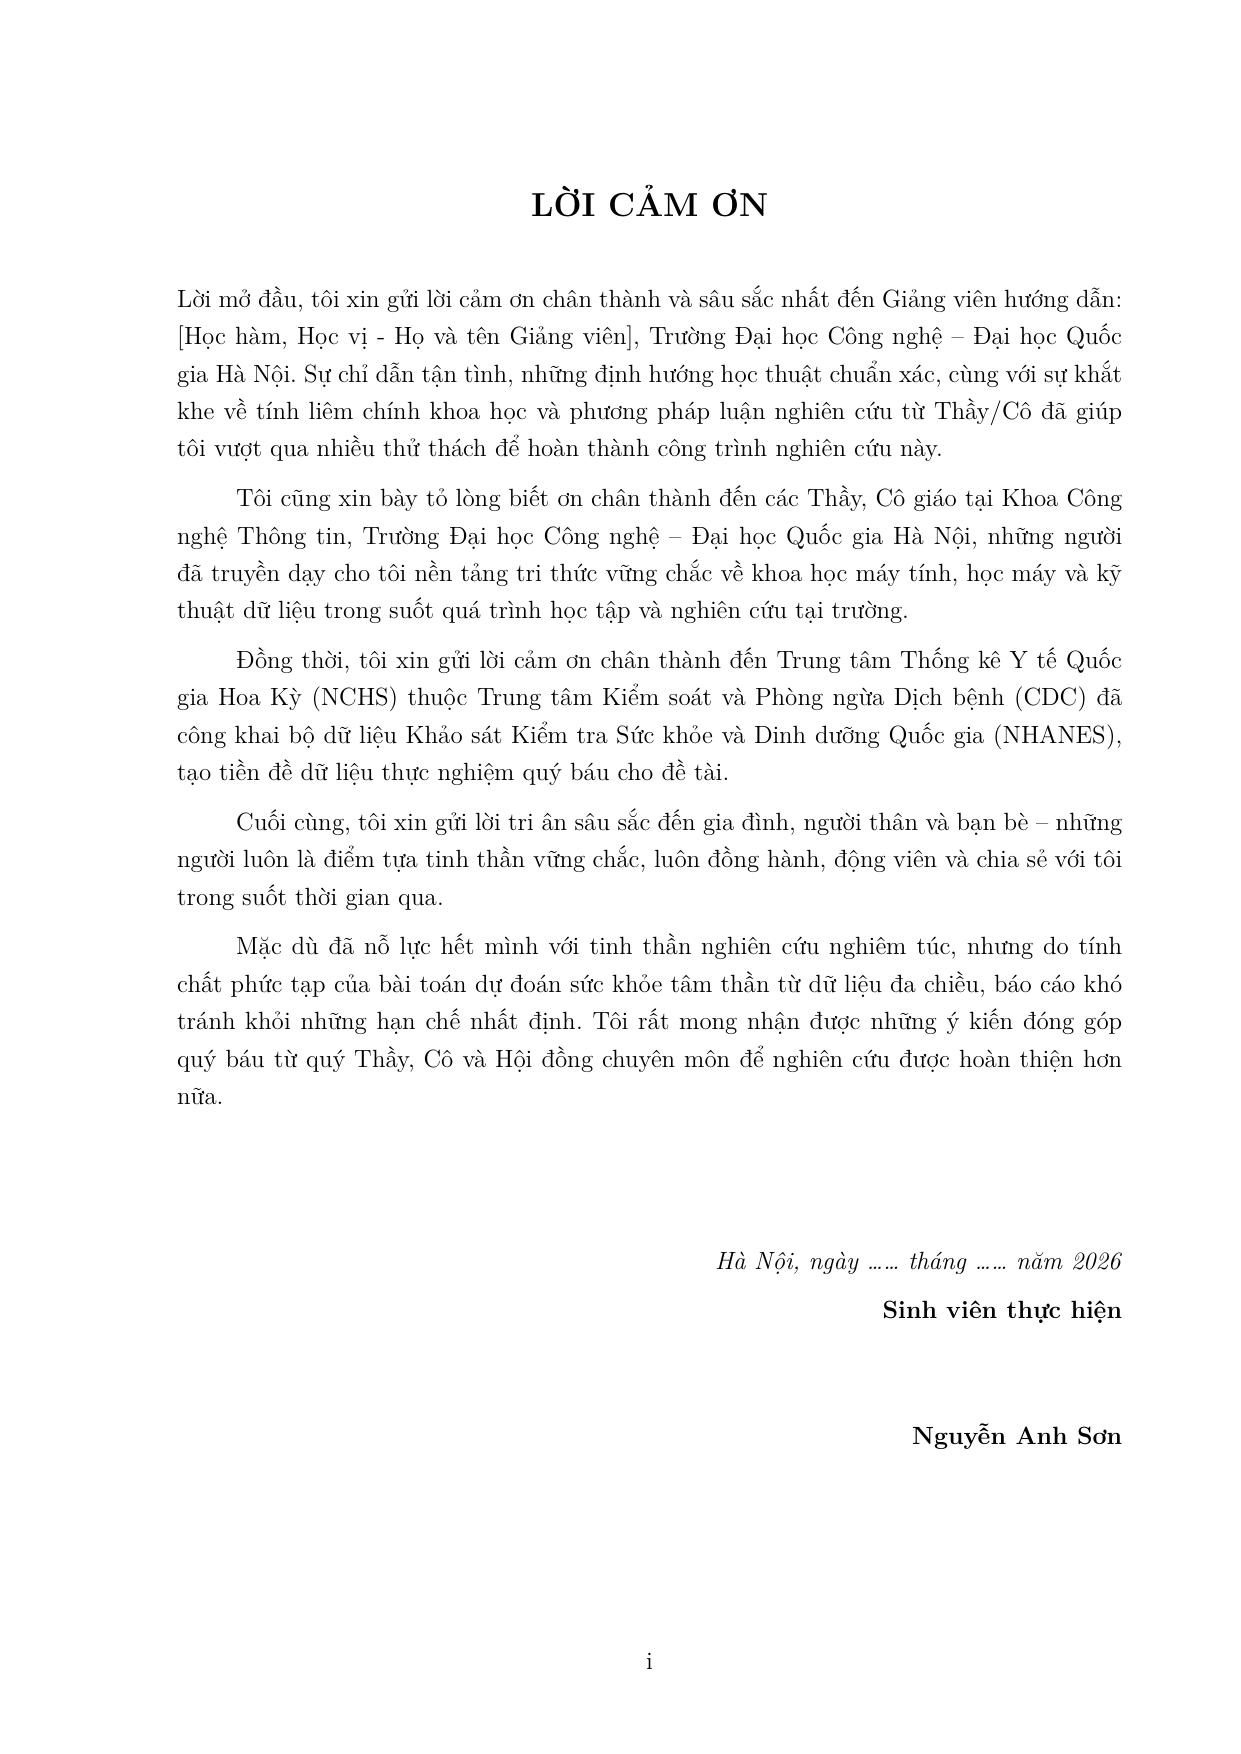 LỜI CẢM ƠN
Lời mở đầu, tôi xin gửi lời cảm ơn chân thành và sâu sắc nhất đến Giảng viên hướng dẫn:
[Học hàm, Học vị - Họ và tên Giảng viên], Trường Đại học Công nghệ – Đại học Quốc
gia Hà Nội. Sự chỉ dẫn tận tình, những định hướng học thuật chuẩn xác, cùng với sự khắt
khe về tính liêm chính khoa học và phương pháp luận nghiên cứu từ Thầy/Cô đã giúp
tôi vượt qua nhiều thử thách để hoàn thành công trình nghiên cứu này.
Tôi cũng xin bày tỏ lòng biết ơn chân thành đến các Thầy, Cô giáo tại Khoa Công
nghệ Thông tin, Trường Đại học Công nghệ – Đại học Quốc gia Hà Nội, những người
đã truyền dạy cho tôi nền tảng tri thức vững chắc về khoa học máy tính, học máy và kỹ
thuật dữ liệu trong suốt quá trình học tập và nghiên cứu tại trường.
Đồng thời, tôi xin gửi lời cảm ơn chân thành đến Trung tâm Thống kê Y tế Quốc
gia Hoa Kỳ (NCHS) thuộc Trung tâm Kiểm soát và Phòng ngừa Dịch bệnh (CDC) đã
công khai bộ dữ liệu Khảo sát Kiểm tra Sức khỏe và Dinh dưỡng Quốc gia (NHANES),
tạo tiền đề dữ liệu thực nghiệm quý báu cho đề tài.
Cuối cùng, tôi xin gửi lời tri ân sâu sắc đến gia đình, người thân và bạn bè – những
người luôn là điểm tựa tinh thần vững chắc, luôn đồng hành, động viên và chia sẻ với tôi
trong suốt thời gian qua.
Mặc dù đã nỗ lực hết mình với tinh thần nghiên cứu nghiêm túc, nhưng do tính
chất phức tạp của bài toán dự đoán sức khỏe tâm thần từ dữ liệu đa chiều, báo cáo khó
tránh khỏi những hạn chế nhất định. Tôi rất mong nhận được những ý kiến đóng góp
quý báu từ quý Thầy, Cô và Hội đồng chuyên môn để nghiên cứu được hoàn thiện hơn
nữa.
Hà Nội, ngày …… tháng …… năm 2026
Sinh viên thực hiện
Nguyễn Anh Sơn
i